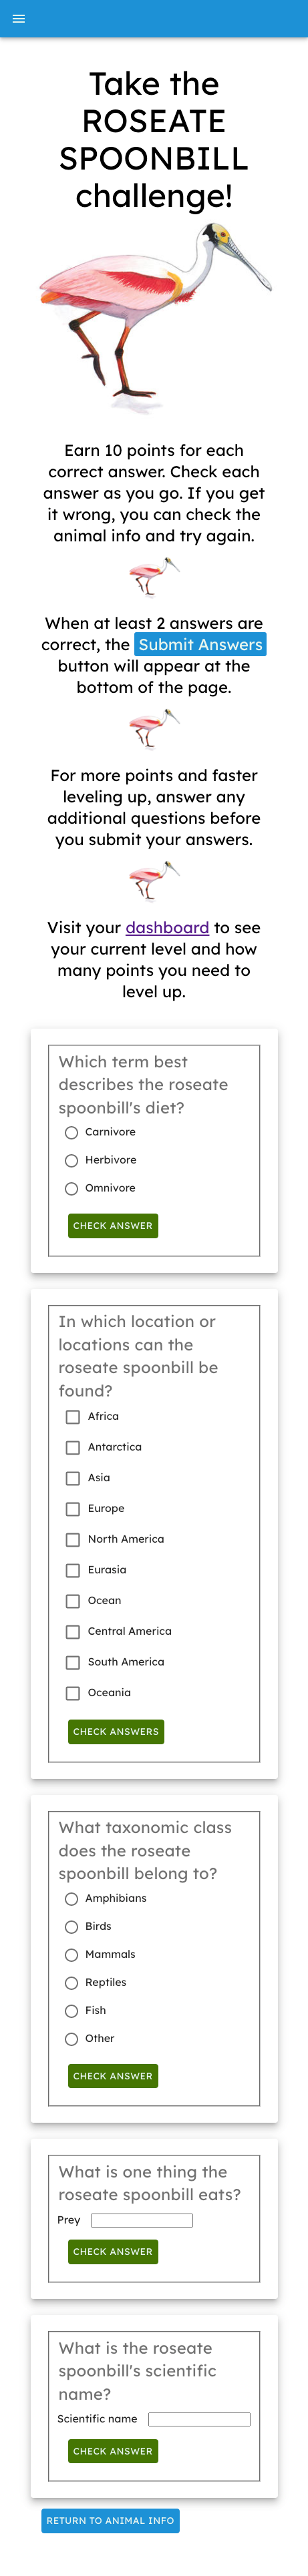 Take the
ROSEATE
SPOONBILL
challenge!
Earn 10 points for each
correct answer. Check each
answer as you go. If you get
it wrong, you can check the
animal info and try again.
When at least 2 answers are
correct, the Submit Answers
button will appear at the
bottom of the page.
For more points and faster
leveling up, answer any
additional questions before
you submit your answers.
Visit your dashboard to see
your current level and how
many points you need to
level up.
Which term best
describes the roseate
spoonbill's diet?
Carnivore
Herbivore
Omnivore
CHECK ANSWER
In which location or
locations can the
roseate spoonbill be
found?
Africa
Antarctica
Asia
Europe
North America
Eurasia
Ocean
Central America
South America
Oceania
CHECK ANSWERS
What taxonomic class
does the roseate
spoonbill belong to?
Amphibians
Birds
Mammals
Reptiles
Fish
Other
CHECK ANSWER
What is one thing the
roseate spoonbill eats?
Prey
CHECK ANSWER
What is the roseate
spoonbill's scientific
name?
Scientific name
CHECK ANSWER
RETURN TO ANIMAL INFO